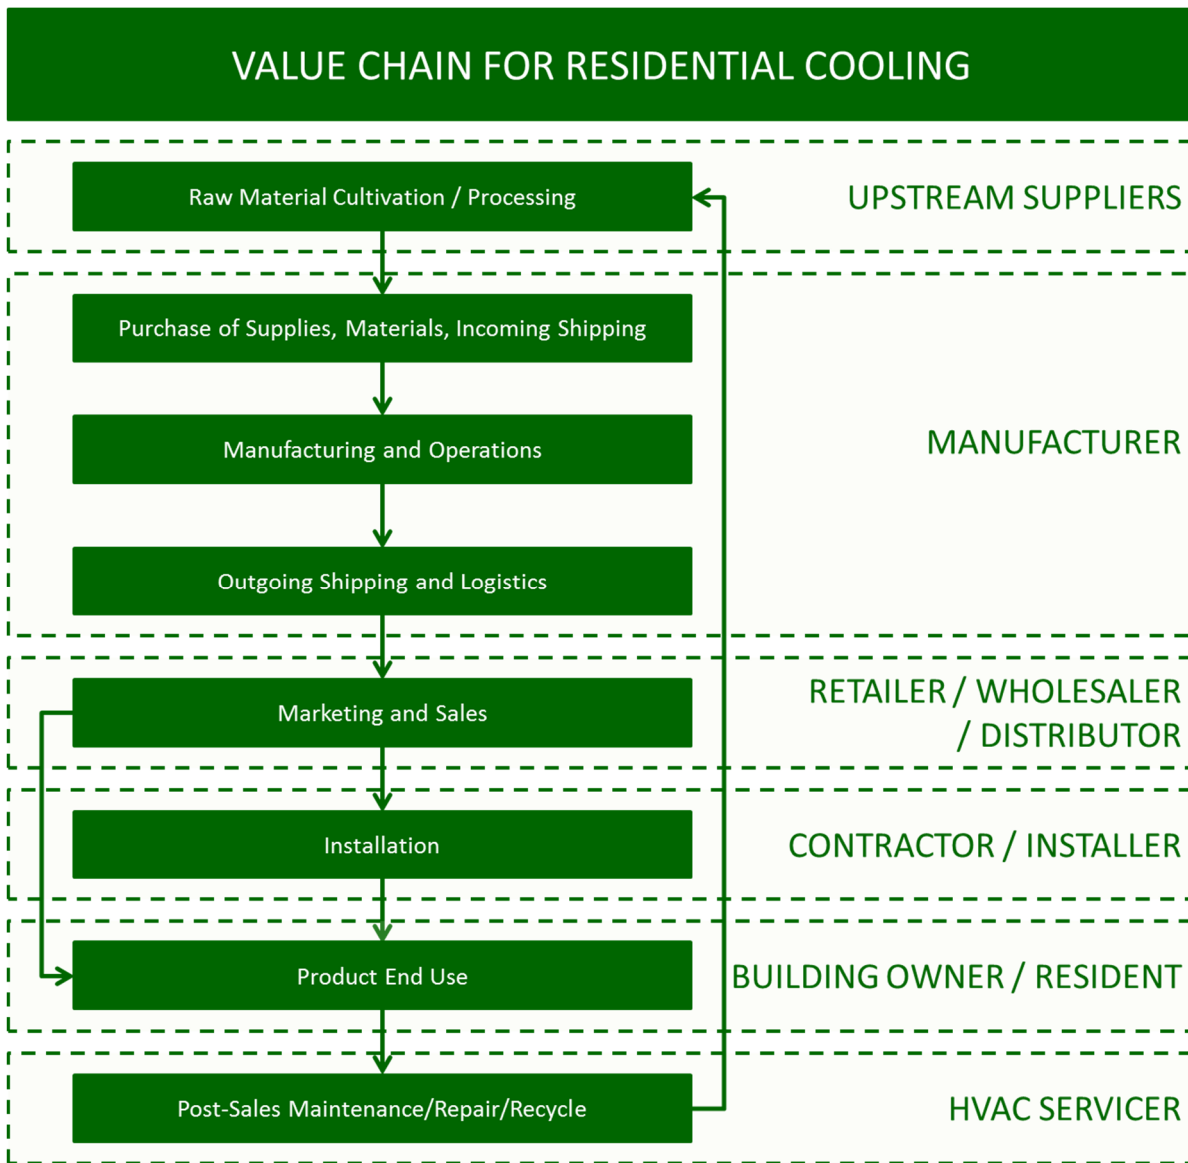 VALUE CHAIN FOR RESIDENTIAL COOLING
Raw Material Cultivation / Processing
UPSTREAM SUPPLIERS
Purchase of Supplies, Materials, Incoming Shipping
Manufacturing and Operations
MANUFACTURER
Outgoing Shipping and Logistics
Marketing and Sales
RETAILER / WHOLESALER
/ DISTRIBUTOR
Installation
CONTRACTOR / INSTALLER
Product End Use
BUILDING OWNER / RESIDENT
Post-Sales Maintenance/Repair/Recycle
HVAC SERVICER